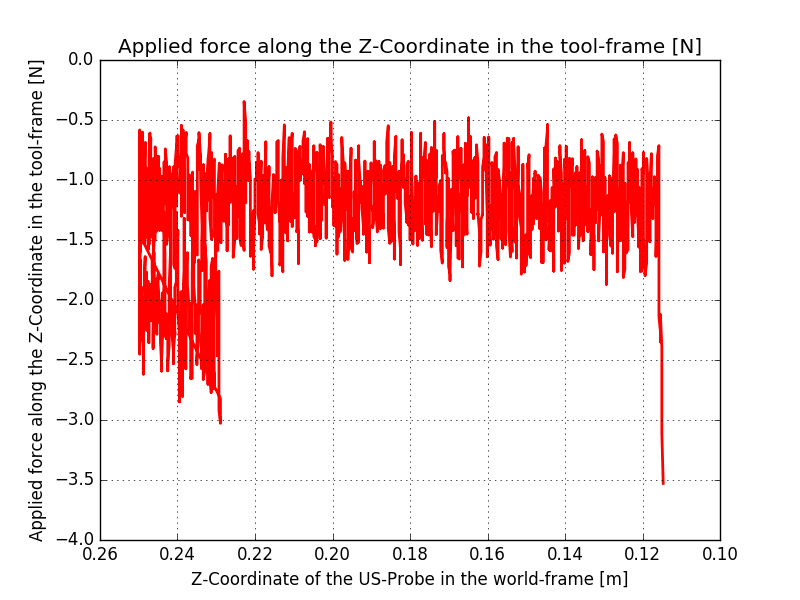 Applied force along the Z-Coordinate in the tool-frame [N]
Applied force along the Z-Coordinate in the tool-frame [N]
0.0
−0.5
−1.0
−1.5
−2.0
−2.5
−3.0
−3.5
−4.0
0.26 0.24 0.22 0.20 0.18 0.16 0.14 0.12 0.10
Z-Coordinate of the US-Probe in the world-frame [m]